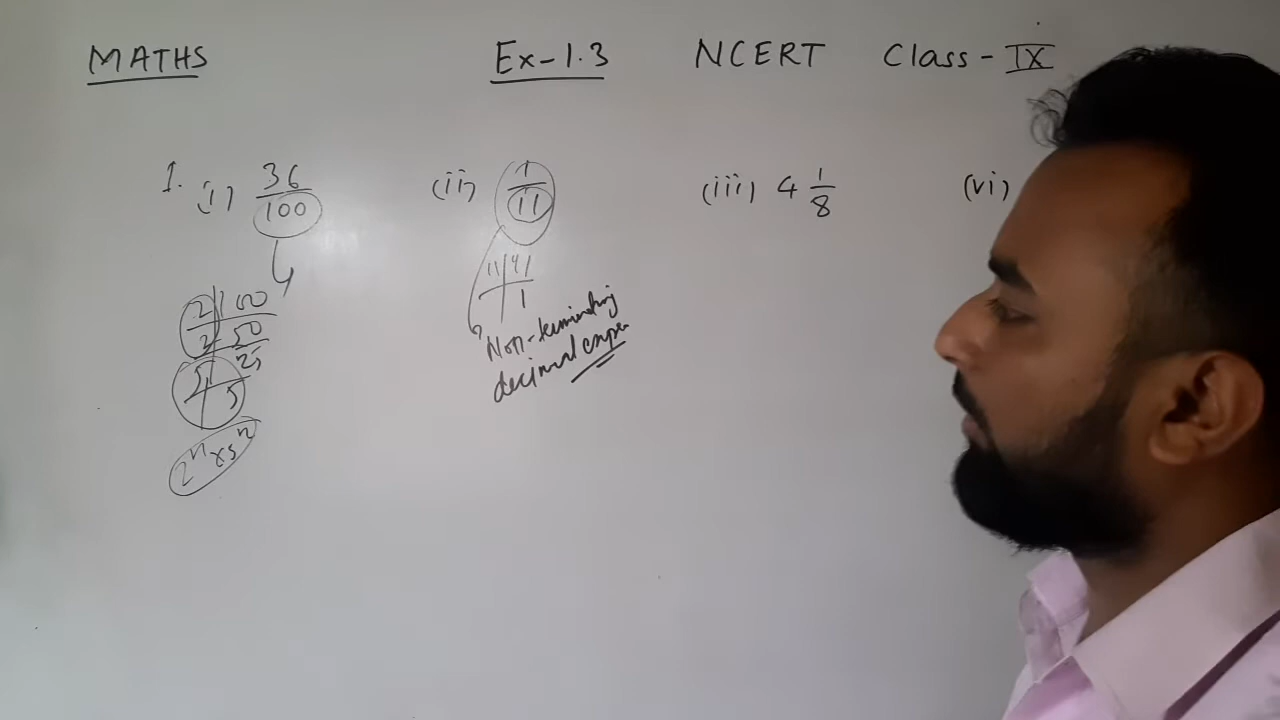 MATHS Ex-1.3 NCERT Class-IX
1. (i) 36/100 (ii) 1/11 (iii) 4 1/8 (vi)
2 | 100
2 | 50
5 | 25
5
2ⁿ x 5ⁿ
11 | 11
1
Non-terminating
decimal